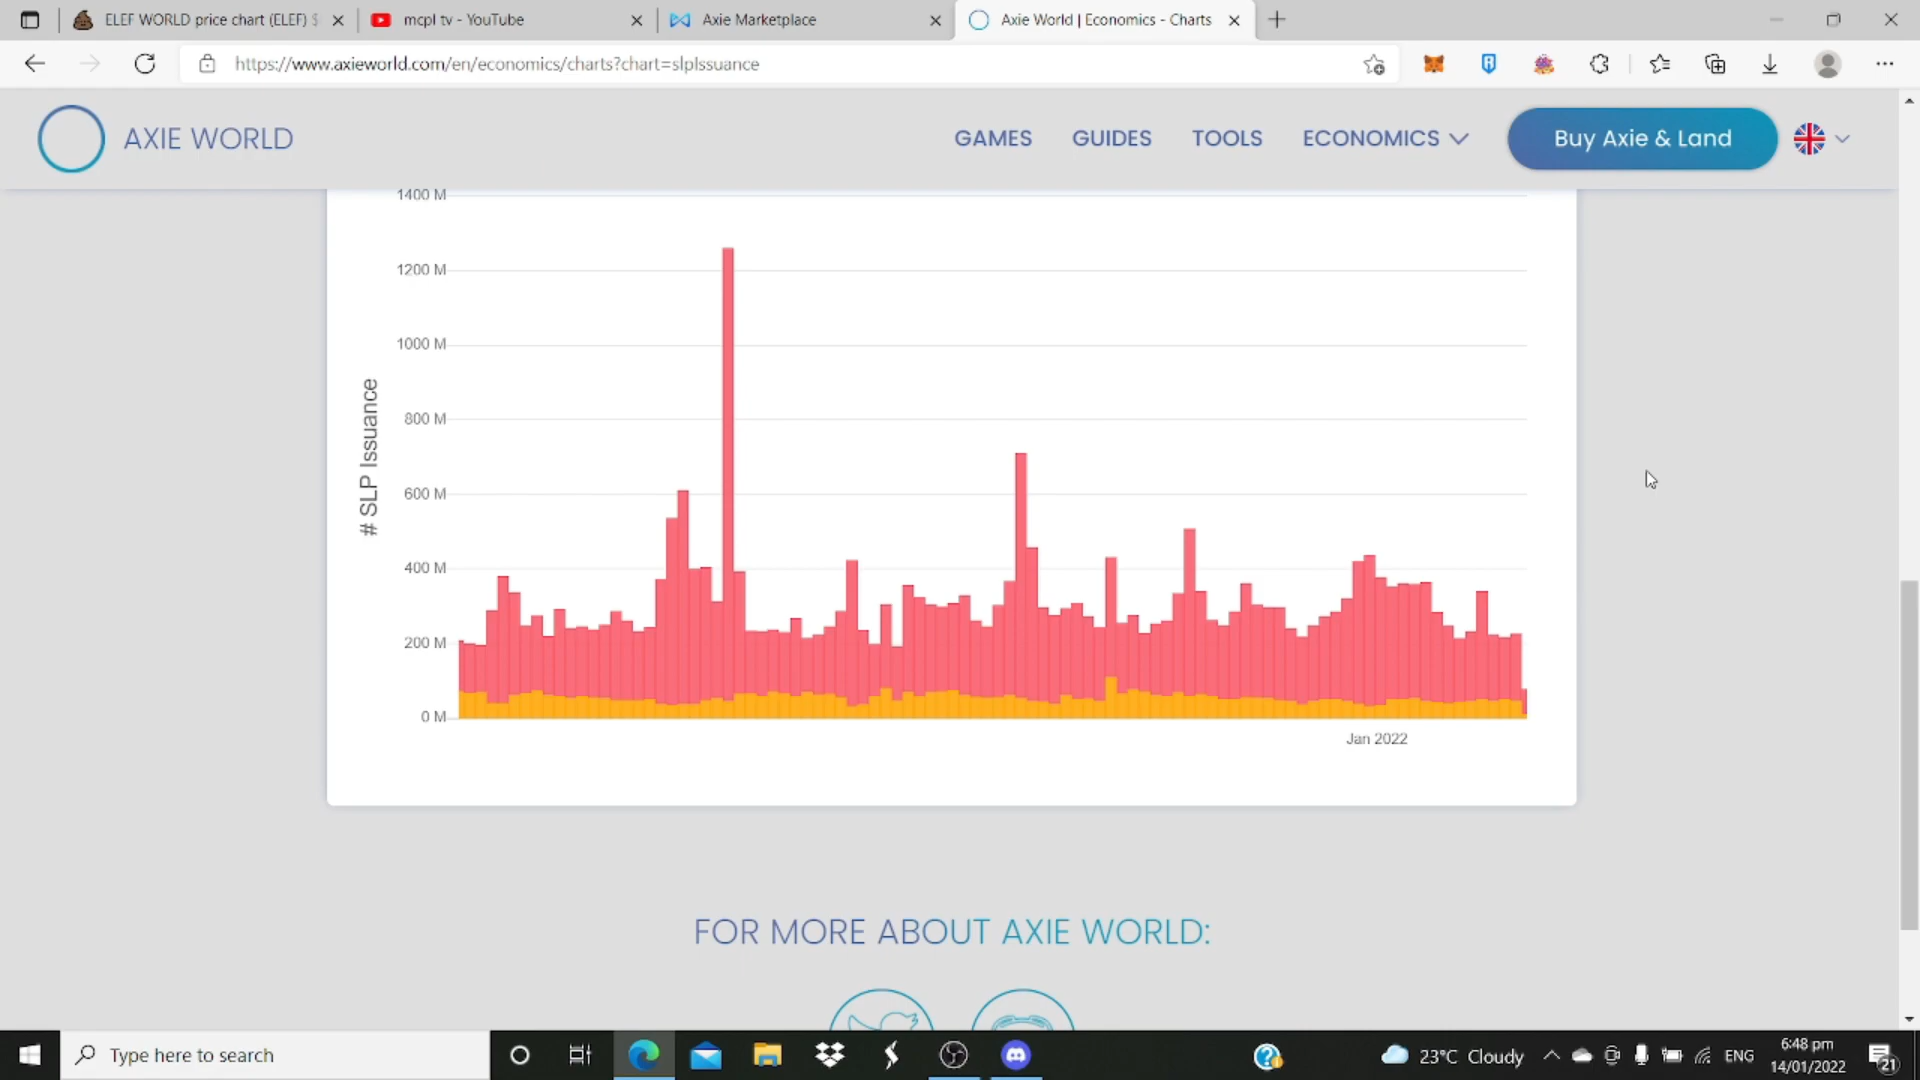 ELEF WORLD price chart (ELEF) $
mcpl tv - YouTube
Axie Marketplace
Axie World | Economics - Charts
https://www.axieworld.com/en/economics/charts?chart=slpIssuance
AXIE WORLD
GAMES
GUIDES
TOOLS
ECONOMICS
Buy Axie & Land
1400 M
1200 M
1000 M
800 M
600 M
400 M
200 M
0 M
# SLP Issuance
Jan 2022
FOR MORE ABOUT AXIE WORLD:
Type here to search
23°C Cloudy
ENG
6:48 pm
14/01/2022
21